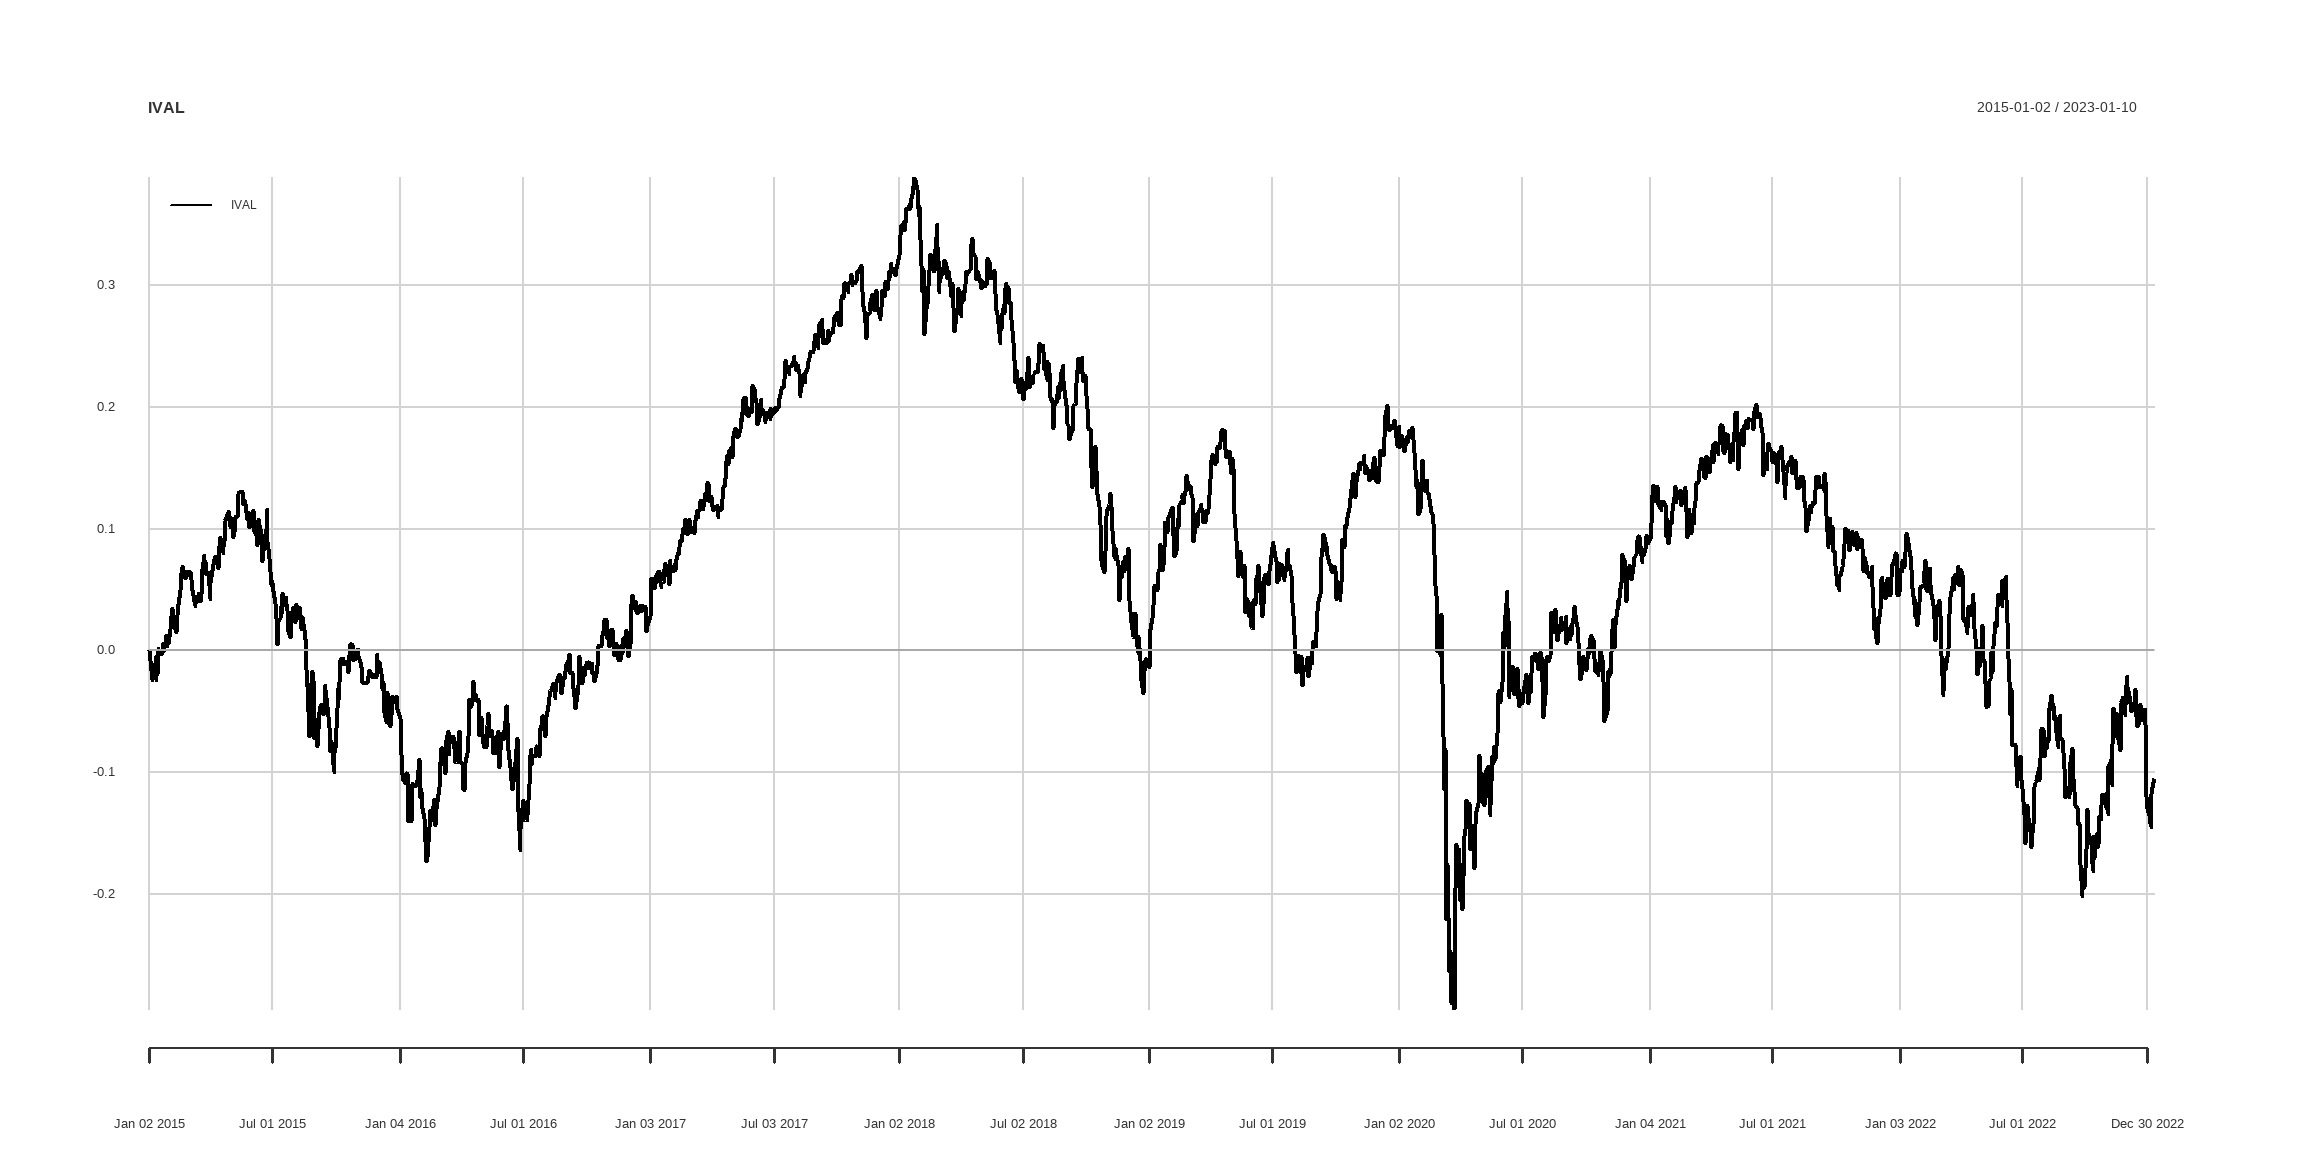 IVAL
2015-01-02 / 2023-01-10
IVAL
0.3
0.2
0.1
0.0
-0.1
-0.2
Jan 02 2015
Jul 01 2015
Jan 04 2016
Jul 01 2016
Jan 03 2017
Jul 03 2017
Jan 02 2018
Jul 02 2018
Jan 02 2019
Jul 01 2019
Jan 02 2020
Jul 01 2020
Jan 04 2021
Jul 01 2021
Jan 03 2022
Jul 01 2022
Dec 30 2022